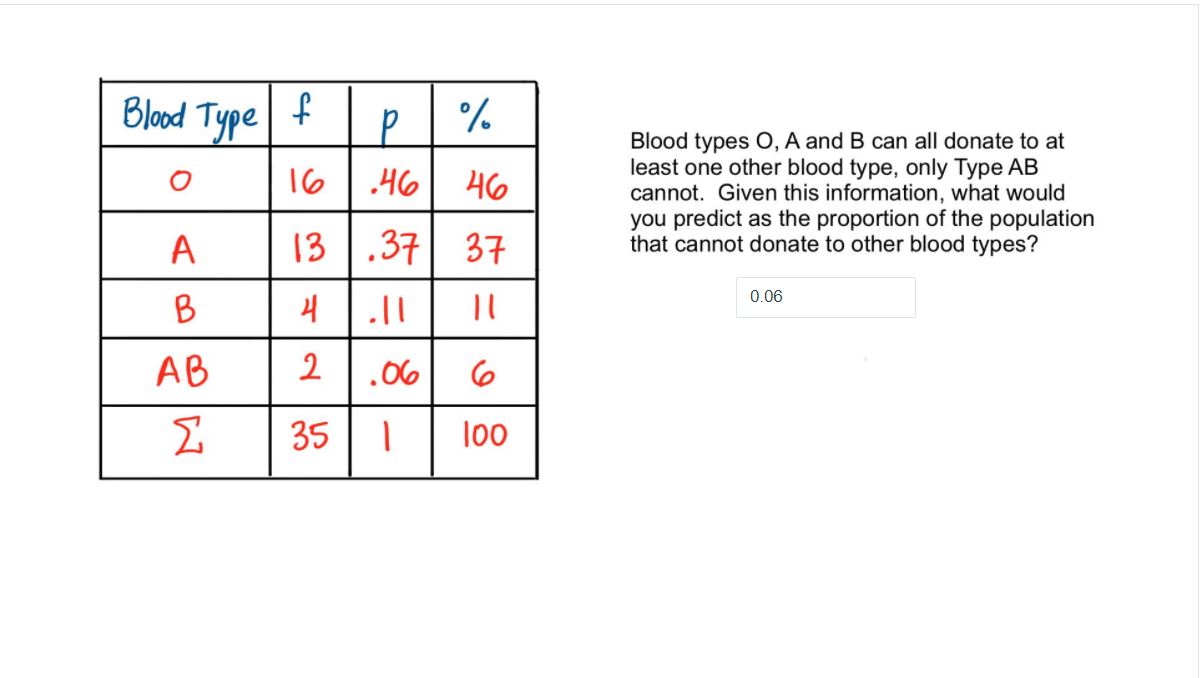 Blood Type f p %
O 16 .46 46
A 13 .37 37
B 4 .11 11
AB 2 .06 6
Σ 35 1 100
Blood types O, A and B can all donate to at
least one other blood type, only Type AB
cannot. Given this information, what would
you predict as the proportion of the population
that cannot donate to other blood types?
0.06